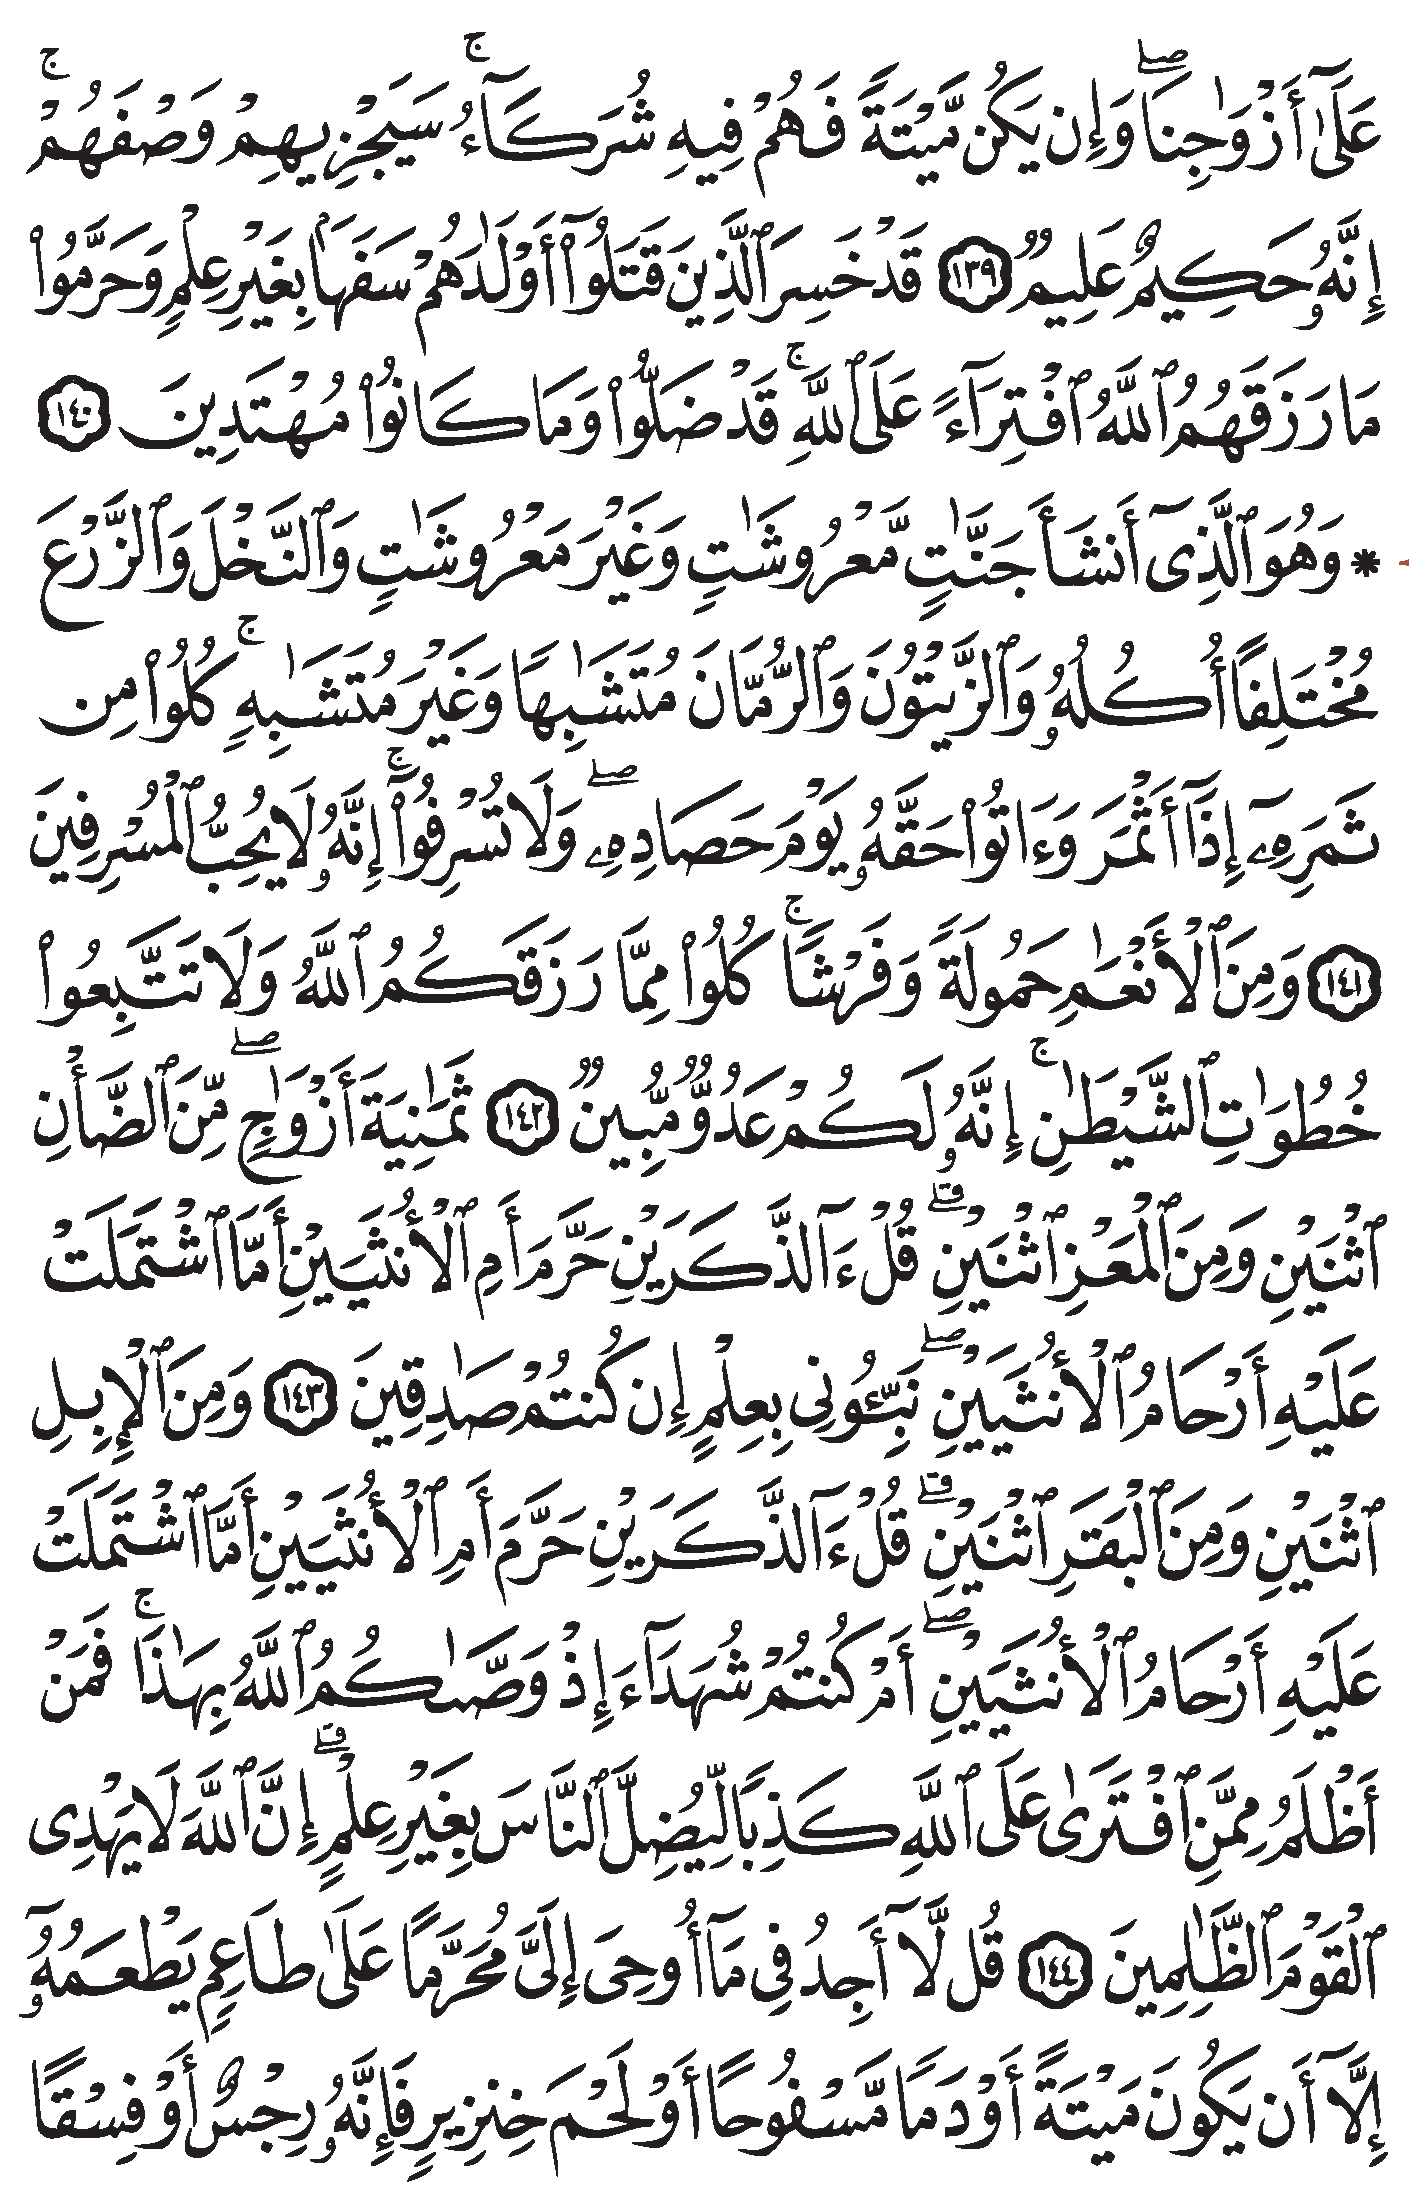 عَلَىٰٓ أَزْوَٰجِنَاۖ وَإِن يَكُن مَّيْتَةً فَهُمْ فِيهِ شُرَكَآءُۚ سَيَجْزِيهِمْ وَصْفَهُمْۚ
إِنَّهُۥ حَكِيمٌ عَلِيمٌ ١٣٩ قَدْ خَسِرَ ٱلَّذِينَ قَتَلُوٓا۟ أَوْلَٰدَهُمْ سَفَهًۢا بِغَيْرِ عِلْمٍ وَحَرَّمُوا۟
مَا رَزَقَهُمُ ٱللَّهُ ٱفْتِرَآءً عَلَى ٱللَّهِۚ قَدْ ضَلُّوا۟ وَمَا كَانُوا۟ مُهْتَدِينَ ١٤٠
* وَهُوَ ٱلَّذِىٓ أَنشَأَ جَنَّٰتٍ مَّعْرُوشَٰتٍ وَغَيْرَ مَعْرُوشَٰتٍ وَٱلنَّخْلَ وَٱلزَّرْعَ
مُخْتَلِفًا أُكُلُهُۥ وَٱلزَّيْتُونَ وَٱلرُّمَّانَ مُتَشَٰبِهًا وَغَيْرَ مُتَشَٰبِهٍۚ كُلُوا۟ مِن
ثَمَرِهِۦٓ إِذَآ أَثْمَرَ وَءَاتُوا۟ حَقَّهُۥ يَوْمَ حَصَادِهِۦۖ وَلَا تُسْرِفُوٓا۟ۚ إِنَّهُۥ لَا يُحِبُّ ٱلْمُسْرِفِينَ
١٤١ وَمِنَ ٱلْأَنْعَٰمِ حَمُولَةً وَفَرْشًاۚ كُلُوا۟ مِمَّا رَزَقَكُمُ ٱللَّهُ وَلَا تَتَّبِعُوا۟
خُطُوَٰتِ ٱلشَّيْطَٰنِۚ إِنَّهُۥ لَكُمْ عَدُوٌّ مُّبِينٌ ١٤٢ ثَمَٰنِيَةَ أَزْوَٰجٍۖ مِّنَ ٱلضَّأْنِ
ٱثْنَيْنِ وَمِنَ ٱلْمَعْزِ ٱثْنَيْنِۗ قُلْ ءَآلذَّكَرَيْنِ حَرَّمَ أَمِ ٱلْأُنثَيَيْنِ أَمَّا ٱشْتَمَلَتْ
عَلَيْهِ أَرْحَامُ ٱلْأُنثَيَيْنِۖ نَبِّـُٔونِى بِعِلْمٍ إِن كُنتُمْ صَٰدِقِينَ ١٤٣ وَمِنَ ٱلْإِبِلِ
ٱثْنَيْنِ وَمِنَ ٱلْبَقَرِ ٱثْنَيْنِۗ قُلْ ءَآلذَّكَرَيْنِ حَرَّمَ أَمِ ٱلْأُنثَيَيْنِ أَمَّا ٱشْتَمَلَتْ
عَلَيْهِ أَرْحَامُ ٱلْأُنثَيَيْنِۖ أَمْ كُنتُمْ شُهَدَآءَ إِذْ وَصَّىٰكُمُ ٱللَّهُ بِهَٰذَاۚ فَمَنْ
أَظْلَمُ مِمَّنِ ٱفْتَرَىٰ عَلَى ٱللَّهِ كَذِبًا لِّيُضِلَّ ٱلنَّاسَ بِغَيْرِ عِلْمٍۗ إِنَّ ٱللَّهَ لَا يَهْدِى
ٱلْقَوْمَ ٱلظَّٰلِمِينَ ١٤٤ قُل لَّآ أَجِدُ فِى مَآ أُوحِىَ إِلَىَّ مُحَرَّمًا عَلَىٰ طَاعِمٍ يَطْعَمُهُۥٓ
إِلَّآ أَن يَكُونَ مَيْتَةً أَوْ دَمًا مَّسْفُوحًا أَوْ لَحْمَ خِنزِيرٍ فَإِنَّهُۥ رِجْسٌ أَوْ فِسْقًا